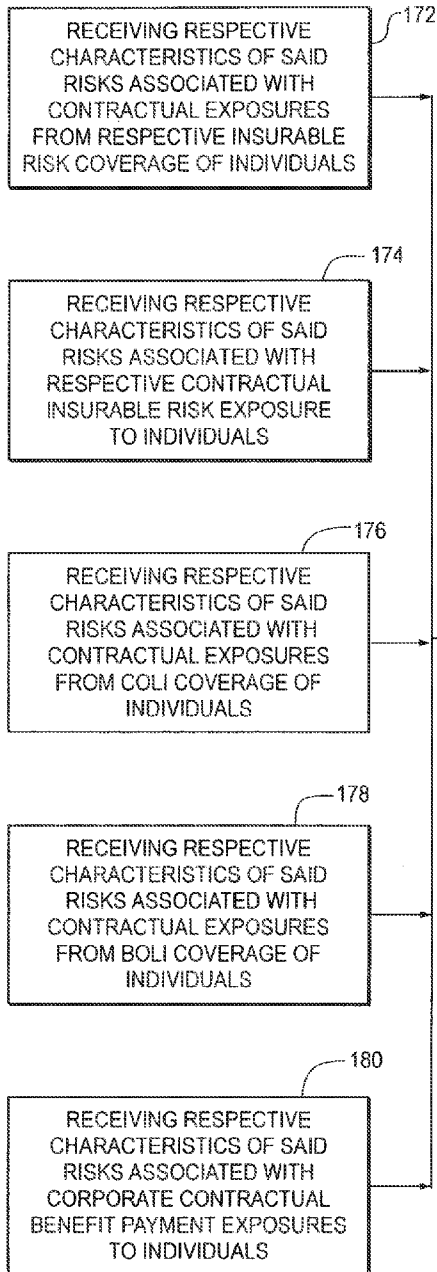 RECEIVING RESPECTIVE
CHARACTERISTICS OF SAID
RISKS ASSOCIATED WITH
CONTRACTUAL EXPOSURES
FROM RESPECTIVE INSURABLE
RISK COVERAGE OF INDIVIDUALS
172
174
RECEIVING RESPECTIVE
CHARACTERISTICS OF SAID
RISKS ASSOCIATED WITH
RESPECTIVE CONTRACTUAL
INSURABLE RISK EXPOSURE
TO INDIVIDUALS
176
RECEIVING RESPECTIVE
CHARACTERISTICS OF SAID
RISKS ASSOCIATED WITH
CONTRACTUAL EXPOSURES
FROM COLI COVERAGE OF
INDIVIDUALS
178
RECEIVING RESPECTIVE
CHARACTERISTICS OF SAID
RISKS ASSOCIATED WITH
CONTRACTUAL EXPOSURES
FROM BOLI COVERAGE OF
INDIVIDUALS
180
RECEIVING RESPECTIVE
CHARACTERISTICS OF SAID
RISKS ASSOCIATED WITH
CORPORATE CONTRACTUAL
BENEFIT PAYMENT EXPOSURES
TO INDIVIDUALS